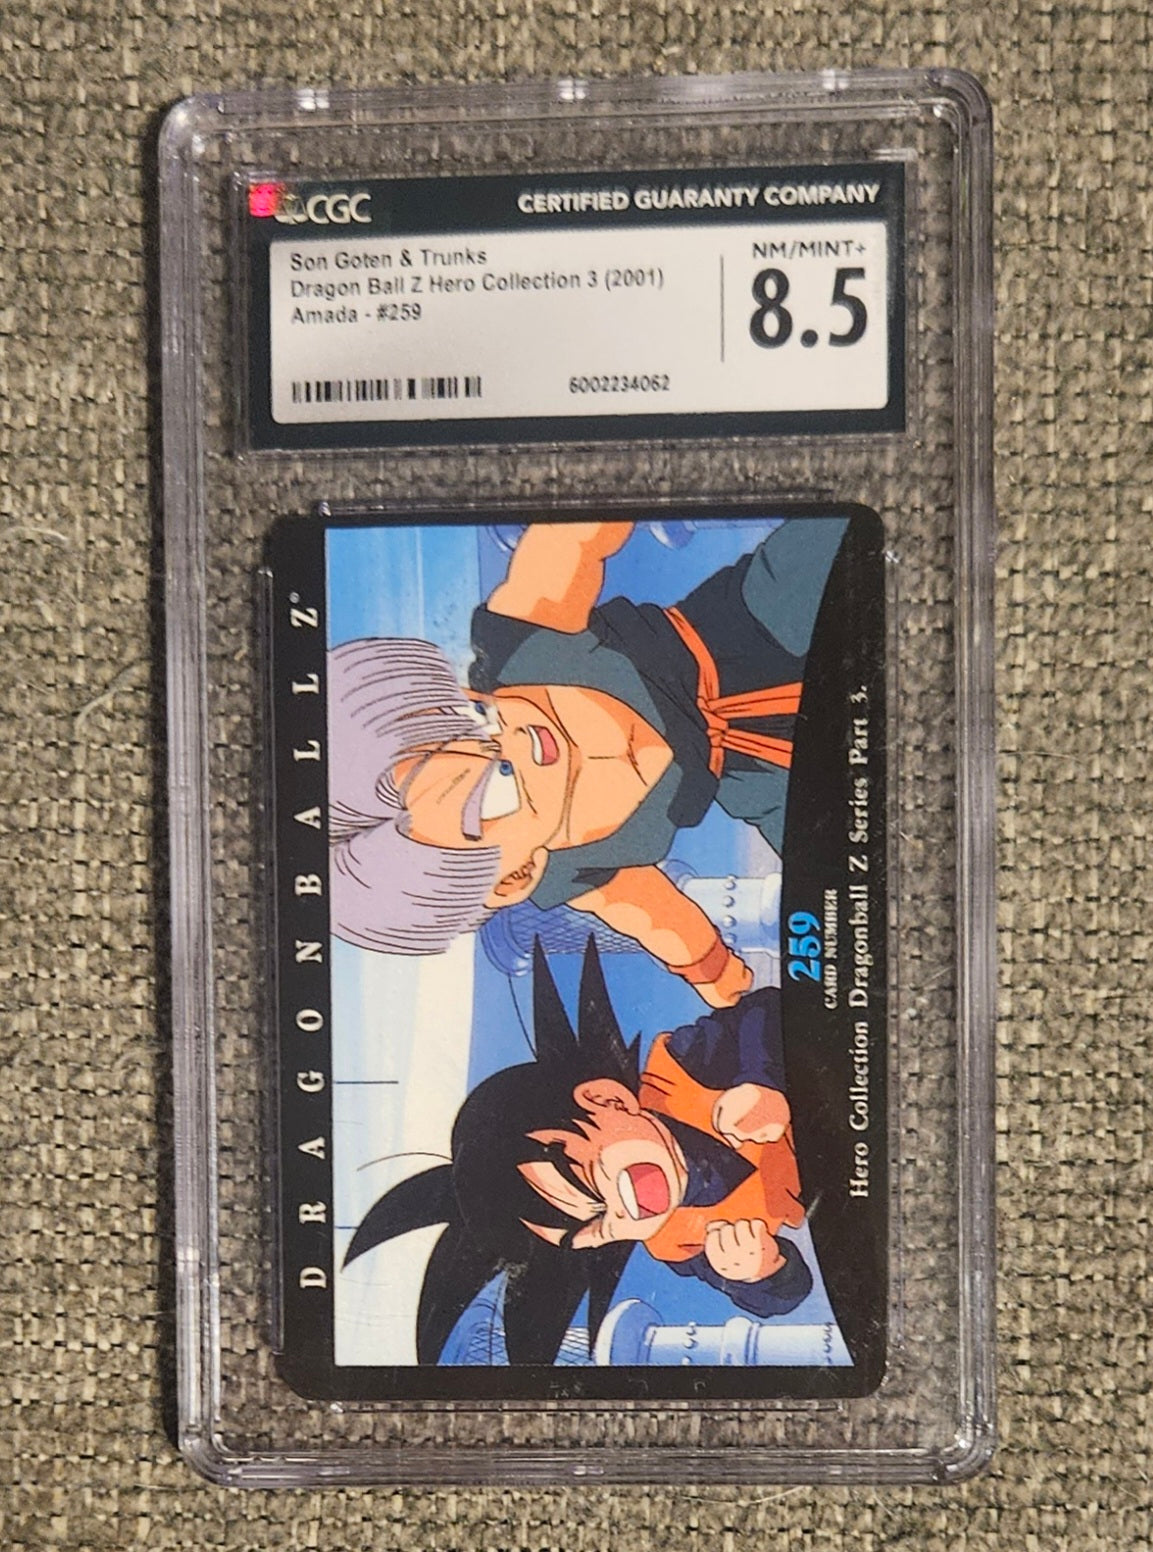 CGC
CERTIFIED GUARANTY COMPANY
Son Goten & Trunks
Dragon Ball Z Hero Collection 3 (2001)
Amada - #259
NM/MINT+
8.5
6002234062
DRAGONBALL Z
259
CARD NUMBER
Hero Collection Dragonball Z Series Part 3.